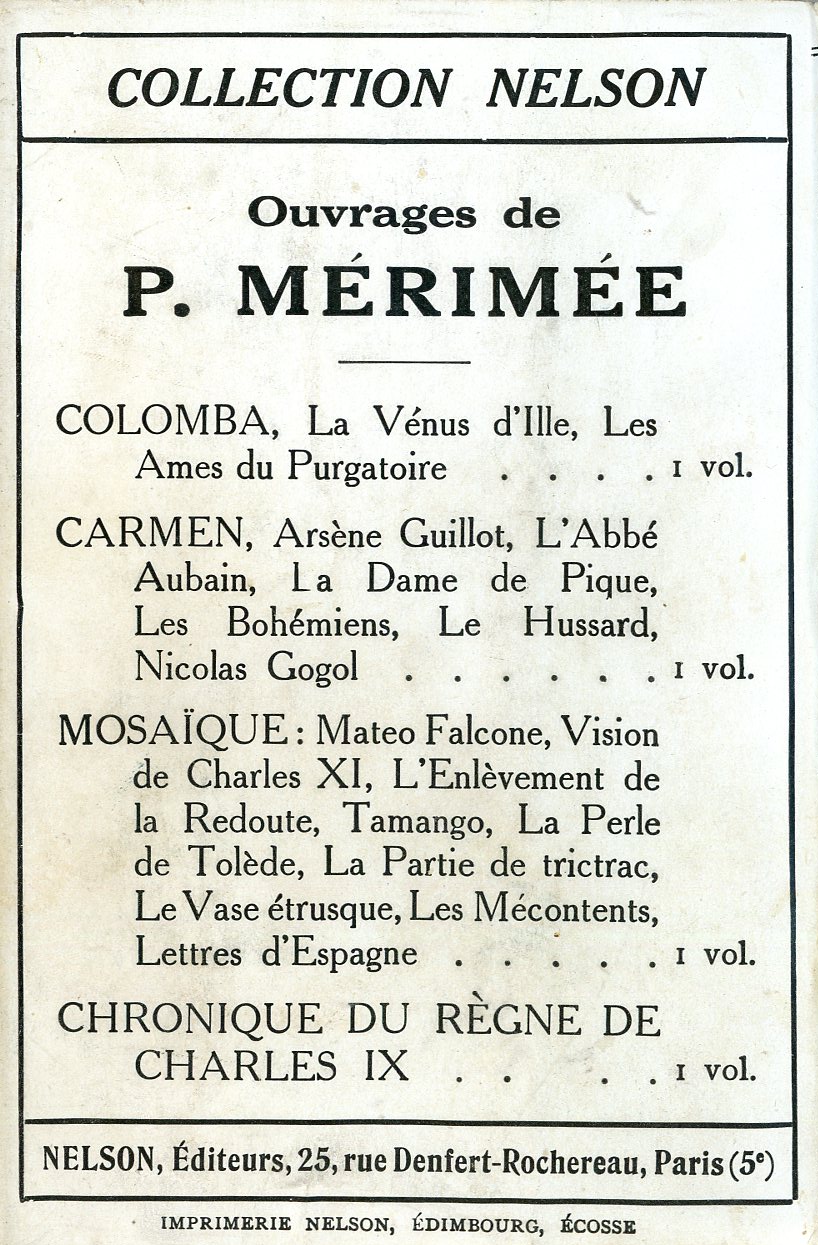 COLLECTION NELSON
Ouvrages de
P. MÉRIMÉE
COLOMBA, La Vénus d'Ille, Les
Ames du Purgatoire . . . . 1 vol.
CARMEN, Arsène Guillot, L'Abbé
Aubain, La Dame de Pique,
Les Bohémiens, Le Hussard,
Nicolas Gogol . . . . . . 1 vol.
MOSAÏQUE: Mateo Falcone, Vision
de Charles XI, L'Enlèvement de
la Redoute, Tamango, La Perle
de Tolède, La Partie de trictrac,
Le Vase étrusque, Les Mécontents,
Lettres d'Espagne . . . . . 1 vol.
CHRONIQUE DU RÈGNE DE
CHARLES IX . . . . 1 vol.
NELSON, Éditeurs, 25, rue Denfert-Rochereau, Paris (5e)
IMPRIMERIE NELSON, ÉDIMBOURG, ÉCOSSE